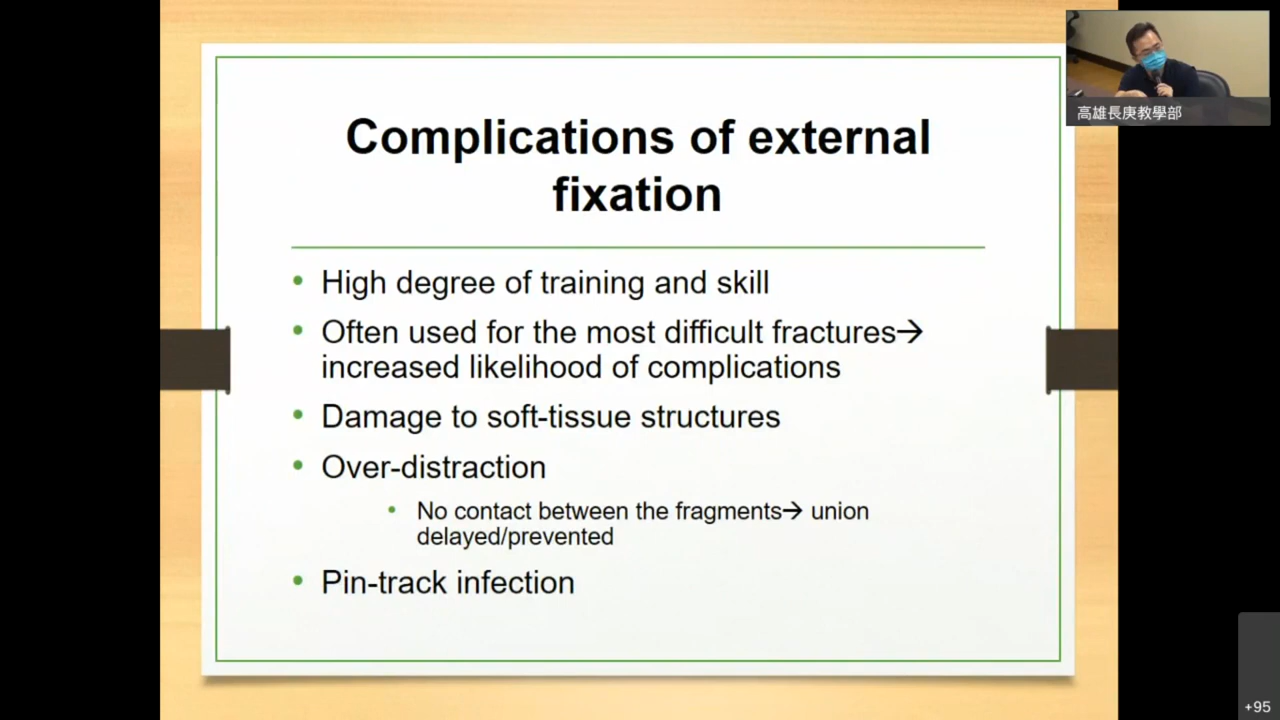 Complications of external
fixation
• High degree of training and skill
• Often used for the most difficult fractures→
increased likelihood of complications
• Damage to soft-tissue structures
• Over-distraction
• No contact between the fragments→ union
delayed/prevented
• Pin-track infection
高雄長庚教學部
+95